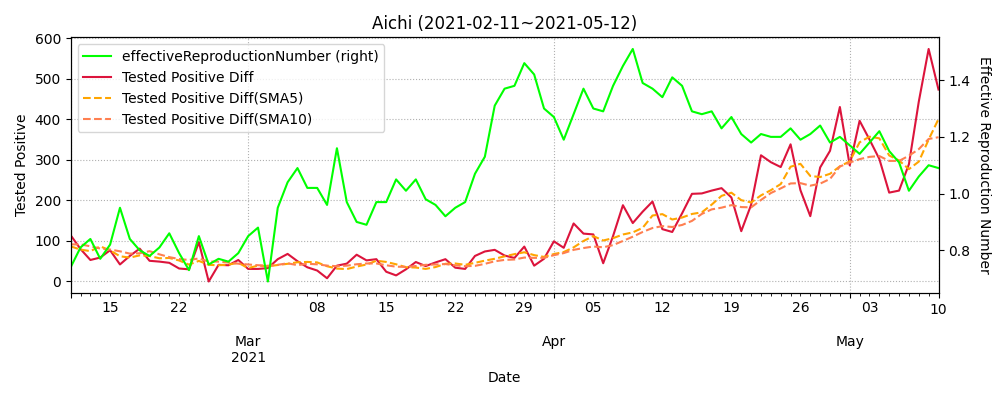 Aichi (2021-02-11~2021-05-12)
effectiveReproductionNumber (right)
Tested Positive Diff
Tested Positive Diff(SMA5)
Tested Positive Diff(SMA10)
Tested Positive
600
500
400
300
200
100
0
Effective Reproduction Number
1.4
1.2
1.0
0.8
15 22 08 15 22 29 05 12 19 26 03 10
Mar Apr May
2021
Date